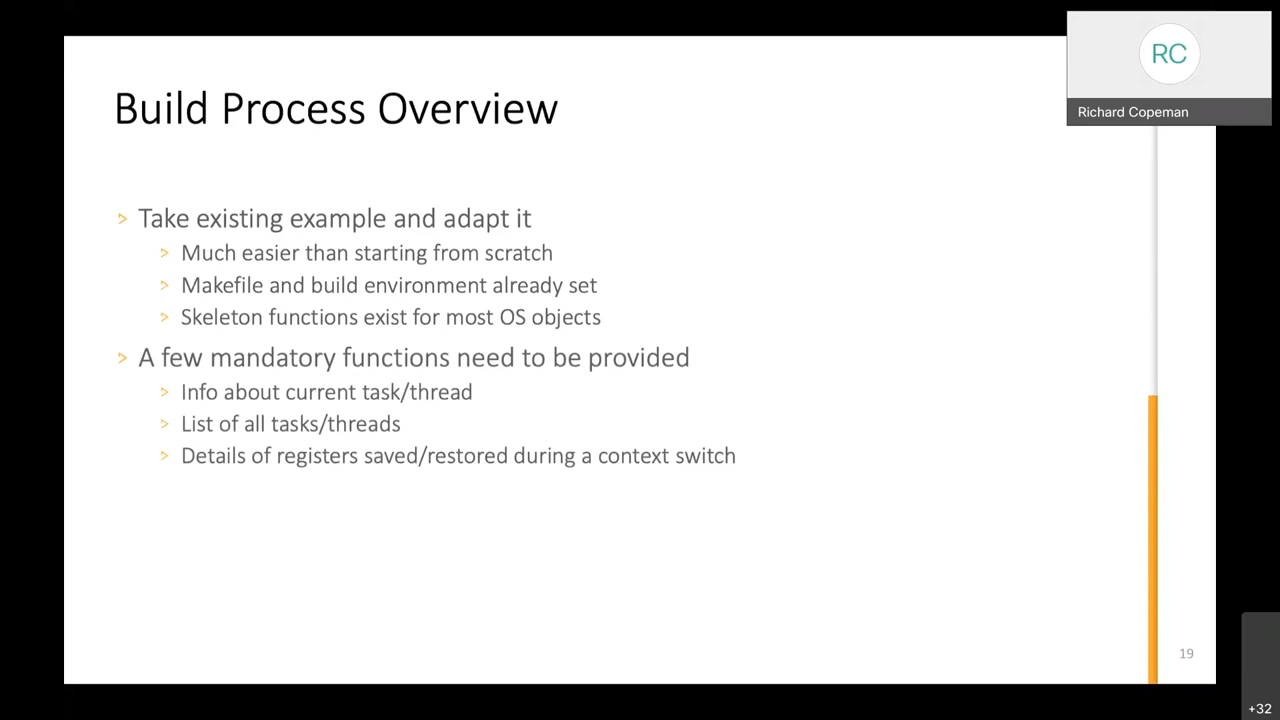 RC
Richard Copeman
Build Process Overview
Take existing example and adapt it
Much easier than starting from scratch
Makefile and build environment already set
Skeleton functions exist for most OS objects
A few mandatory functions need to be provided
Info about current task/thread
List of all tasks/threads
Details of registers saved/restored during a context switch
19
+32